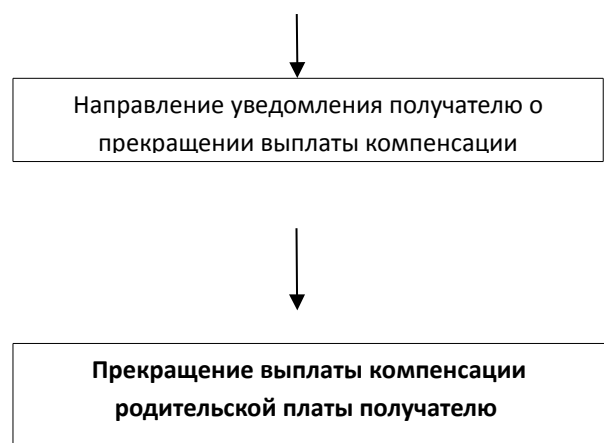 Направление уведомления получателю о
прекращении выплаты компенсации
Прекращение выплаты компенсации
родительской платы получателю